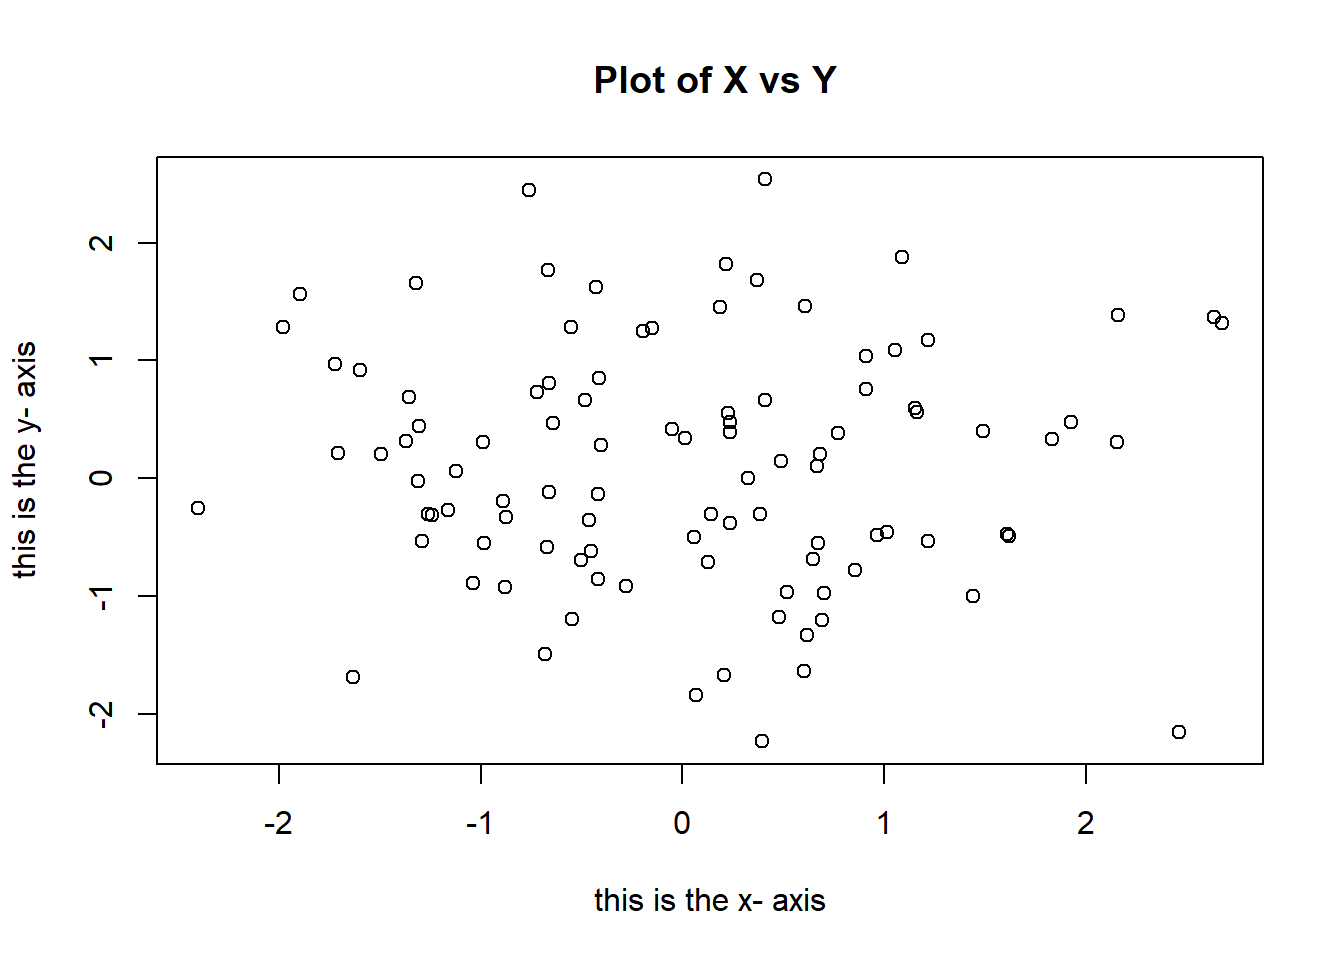 Plot of X vs Y
this is the y- axis
2
1
0
-1
-2
-2 -1 0 1 2
this is the x- axis